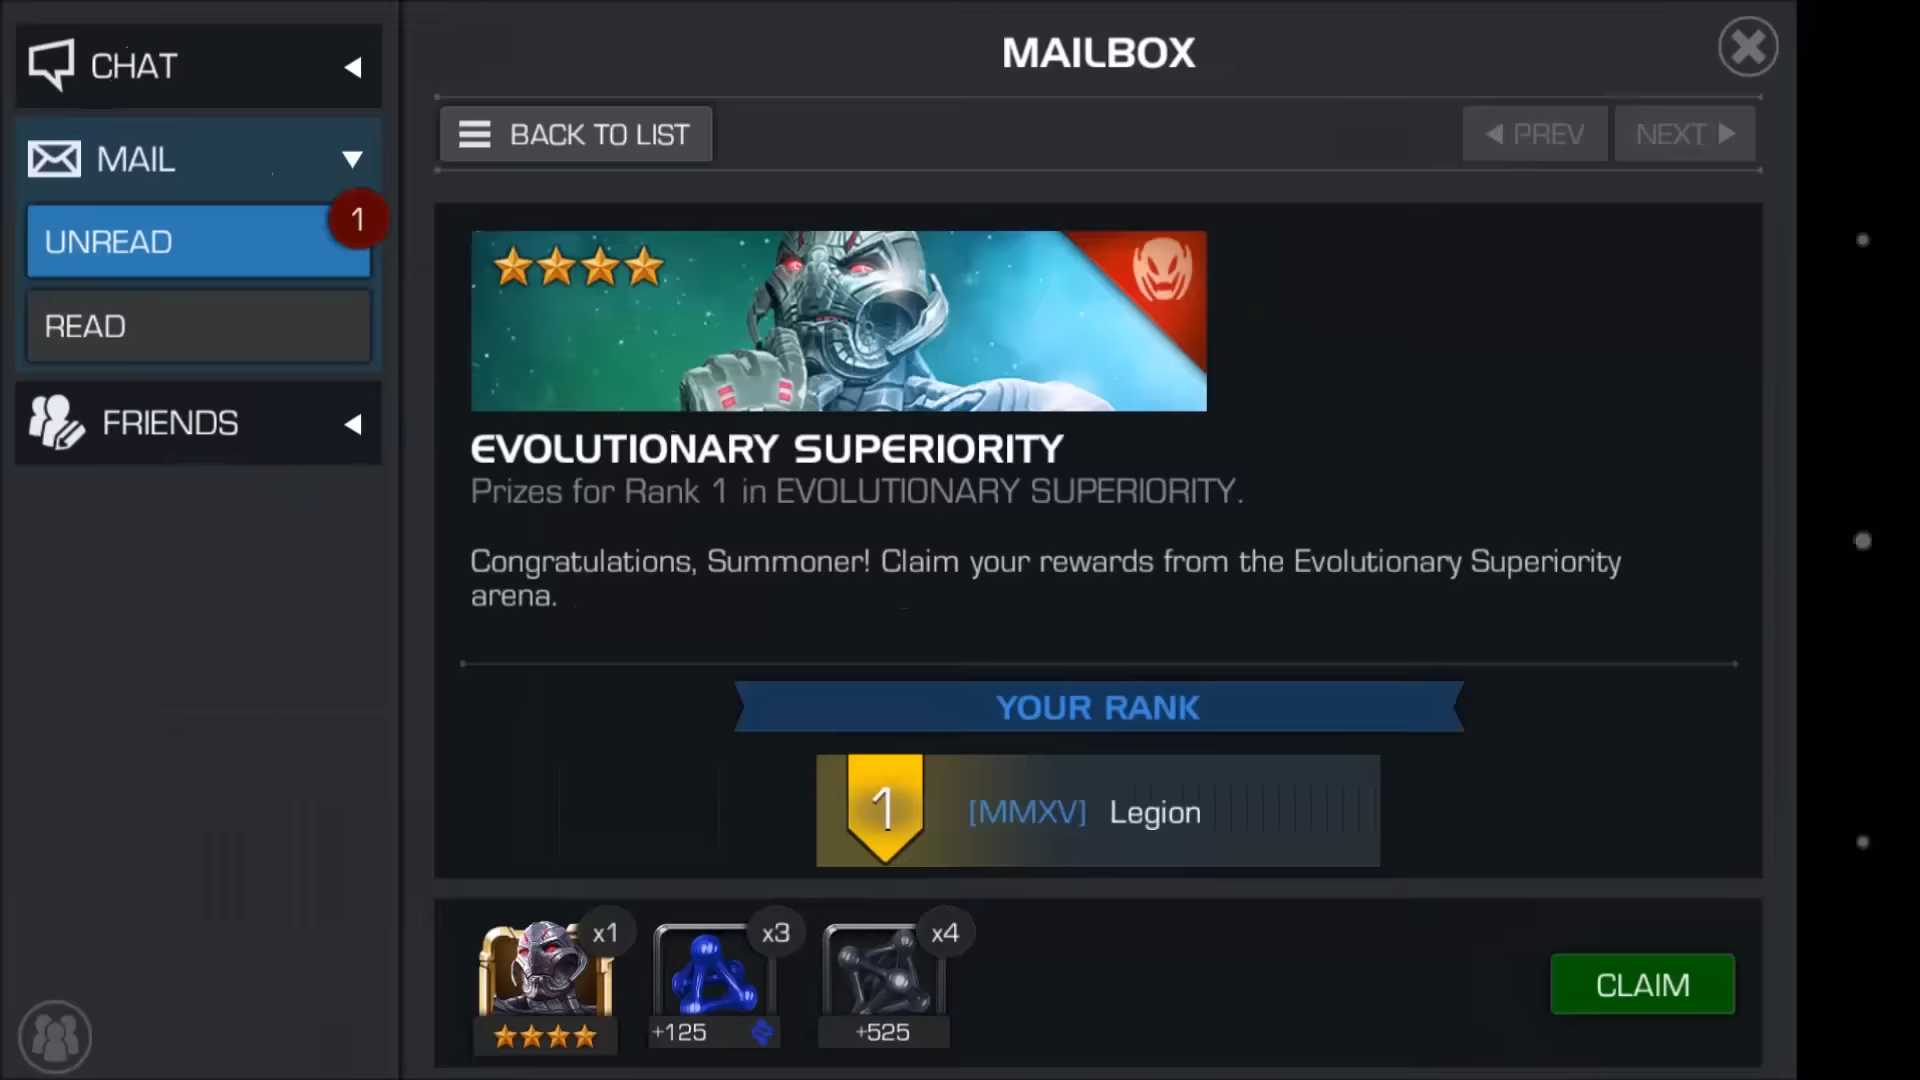 CHAT
MAIL
1
UNREAD
READ
FRIENDS
MAILBOX
BACK TO LIST
PREV
NEXT
EVOLUTIONARY SUPERIORITY
Prizes for Rank 1 in EVOLUTIONARY SUPERIORITY.
Congratulations, Summoner! Claim your rewards from the Evolutionary Superiority
arena.
YOUR RANK
1 [MMXV] Legion
x1
x3
x4
+125
+525
CLAIM